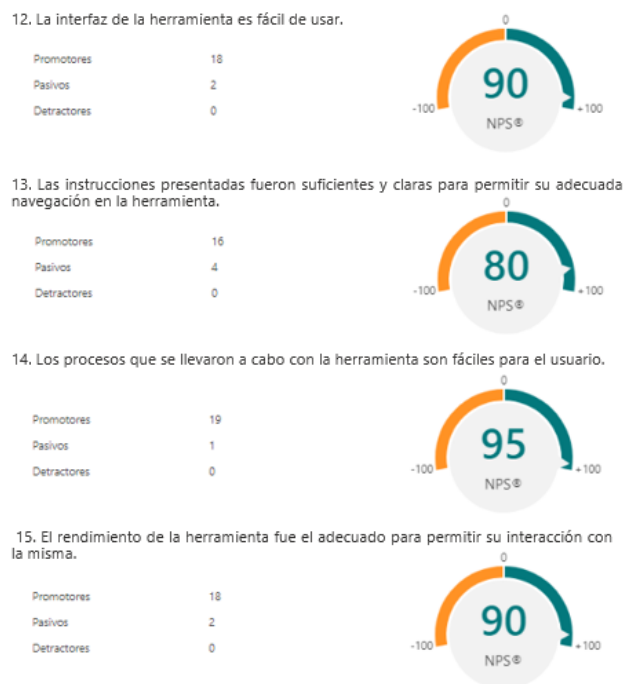 12. La interfaz de la herramienta es fácil de usar.
0
Promotores 18
Pasivos 2
Detractores 0
90
NPS®
-100
+100
13. Las instrucciones presentadas fueron suficientes y claras para permitir su adecuada
navegación en la herramienta.
0
Promotores 16
Pasivos 4
Detractores 0
80
NPS®
-100
+100
14. Los procesos que se llevaron a cabo con la herramienta son fáciles para el usuario.
0
Promotores 19
Pasivos 1
Detractores 0
95
NPS®
-100
+100
15. El rendimiento de la herramienta fue el adecuado para permitir su interacción con
la misma.
0
Promotores 18
Pasivos 2
Detractores 0
90
NPS®
-100
+100